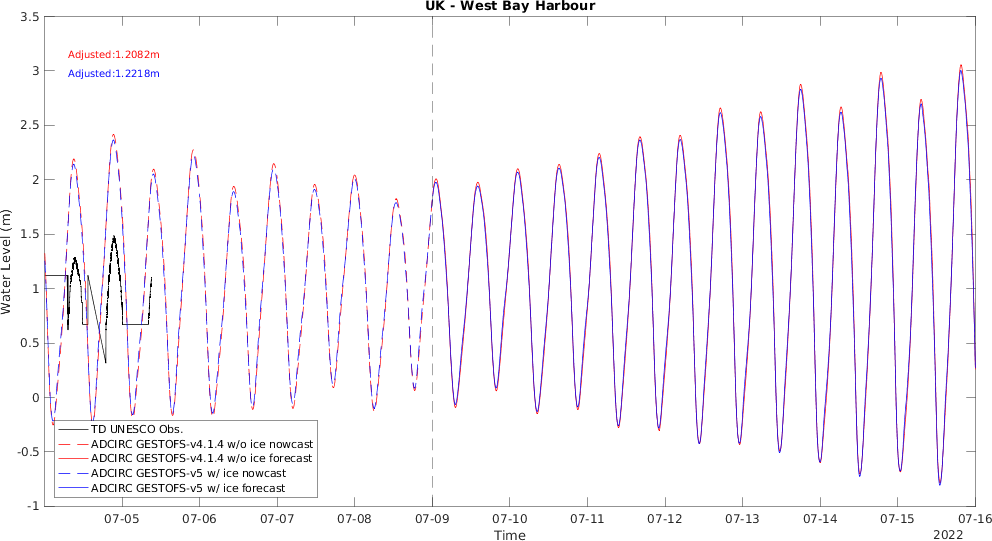 UK - West Bay Harbour
Adjusted:1.2082m
Adjusted:1.2218m
Water Level (m)
3.5
3
2.5
2
1.5
1
0.5
0
-0.5
-1
TD UNESCO Obs.
ADCIRC GESTOFS-v4.1.4 w/o ice nowcast
ADCIRC GESTOFS-v4.1.4 w/o ice forecast
ADCIRC GESTOFS-v5 w/ ice nowcast
ADCIRC GESTOFS-v5 w/ ice forecast
07-05 07-06 07-07 07-08 07-09 07-10 07-11 07-12 07-13 07-14 07-15 07-16
Time
2022